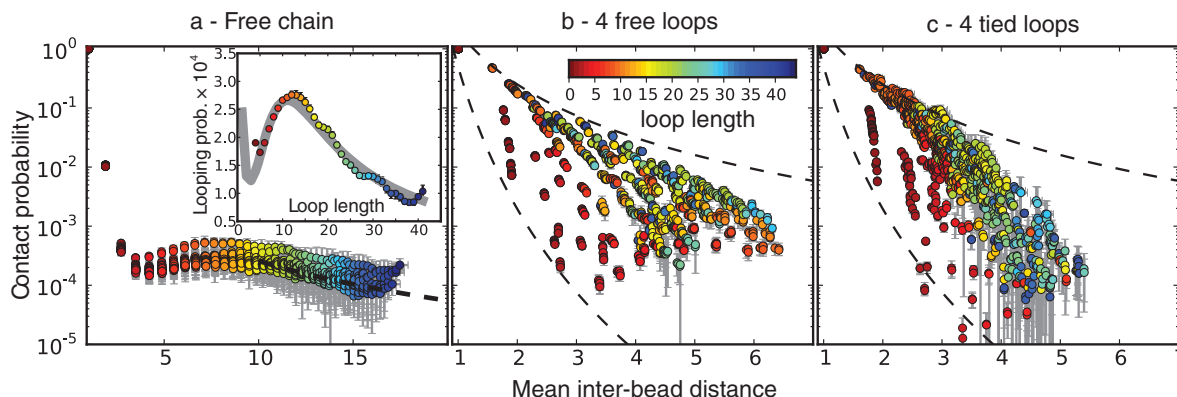 a - Free chain
b - 4 free loops
c - 4 tied loops
Contact probability
10^0
10^-1
10^-2
10^-3
10^-4
10^-5
Looping prob. × 10^4
3.5
3.0
2.5
2.0
1.5
1.0
0.5
0 10 20 30 40
Loop length
0 5 10 15 20 25 30 35 40
loop length
5 10 15
1 2 3 4 5 6
1 2 3 4 5 6
Mean inter-bead distance